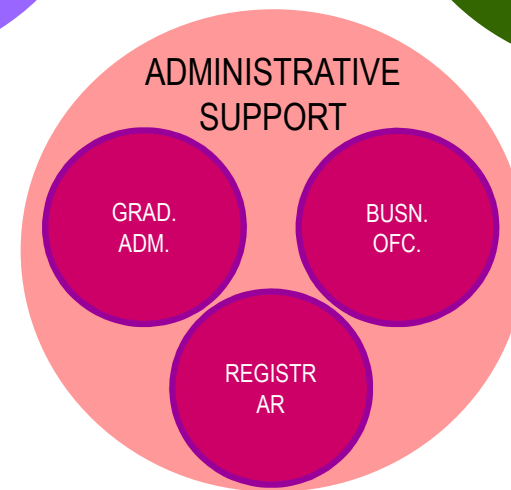 ADMINISTRATIVE
SUPPORT
GRAD.
ADM.
BUSN.
OFC.
REGISTR
AR